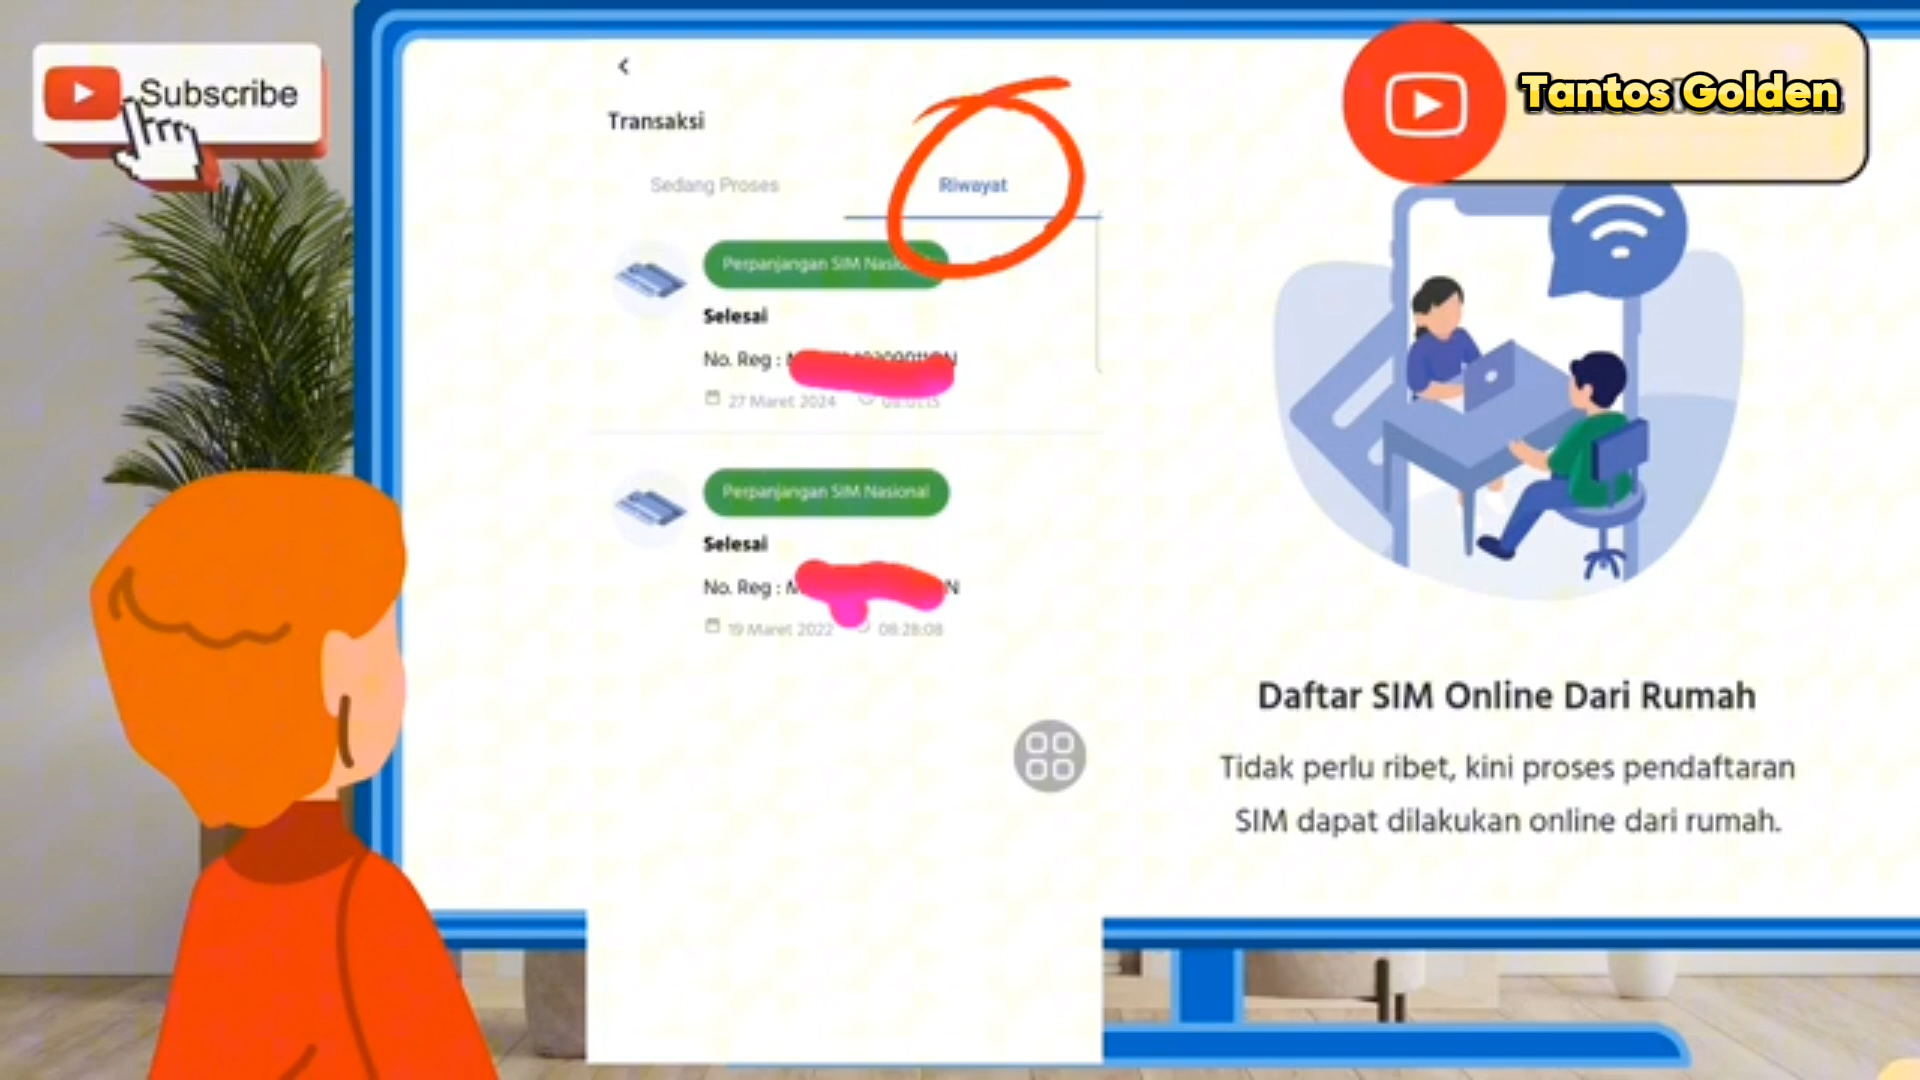 Subscribe
Tantos Golden
Transaksi
Sedang Proses
Riwayat
Perpanjangan SIM
Selesai
No. Reg :
27 Maret 2024
Perpanjangan SIM Nasional
Selesai
No. Reg :
19 Maret 2022 08:28:08
Daftar SIM Online Dari Rumah
Tidak perlu ribet, kini proses pendaftaran
SIM dapat dilakukan online dari rumah.